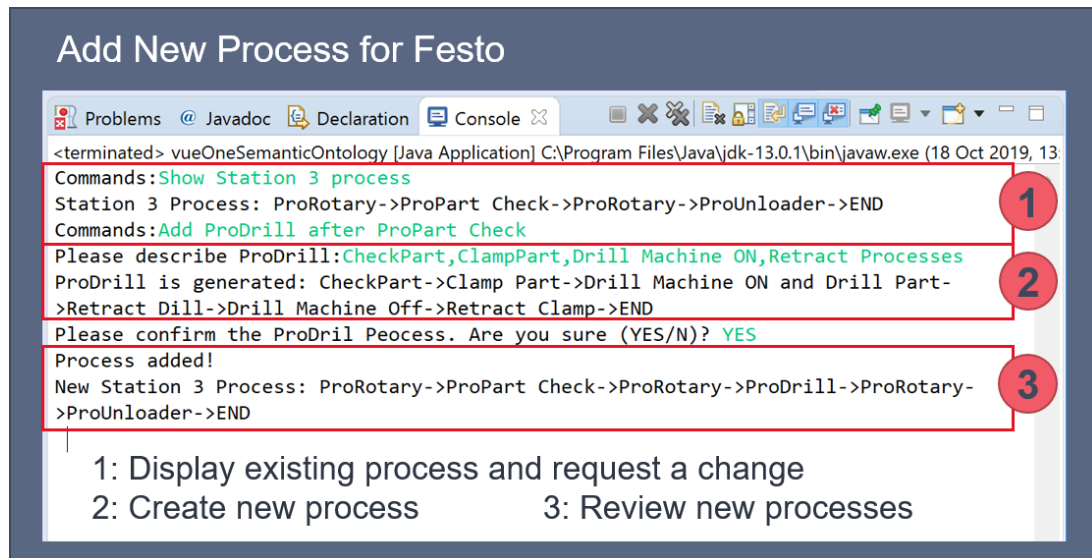 Add New Process for Festo
Problems @ Javadoc Declaration Console
<terminated> vueOneSemanticOntology [Java Application] C:\Program Files\Java\jdk-13.0.1\bin\javaw.exe (18 Oct 2019, 13:
Commands:Show Station 3 process
Station 3 Process: ProRotary->ProPart Check->ProRotary->ProUnloader->END
Commands:Add ProDrill after ProPart Check
1
Please describe ProDrill:CheckPart,ClampPart,Drill Machine ON,Retract Processes
ProDrill is generated: CheckPart->Clamp Part->Drill Machine ON and Drill Part-
>Retract Dill->Drill Machine Off->Retract Clamp->END
2
Please confirm the ProDril Peocess. Are you sure (YES/N)? YES
Process added!
New Station 3 Process: ProRotary->ProPart Check->ProRotary->ProDrill->ProRotary-
>ProUnloader->END
3
1: Display existing process and request a change
2: Create new process 3: Review new processes